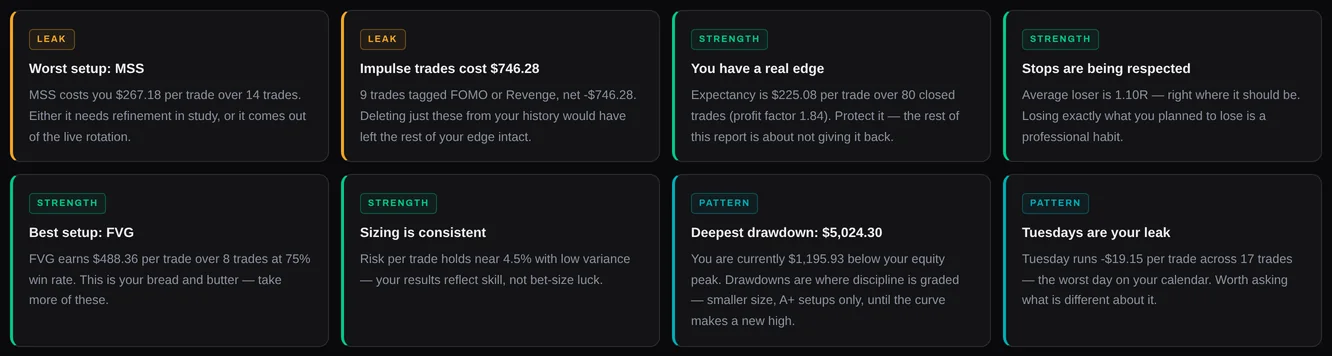 LEAK
Worst setup: MSS
MSS costs you $267.18 per trade over 14 trades.
Either it needs refinement in study, or it comes out
of the live rotation.
LEAK
Impulse trades cost $746.28
9 trades tagged FOMO or Revenge, net -$746.28.
Deleting just these from your history would have
left the rest of your edge intact.
STRENGTH
You have a real edge
Expectancy is $225.08 per trade over 80 closed
trades (profit factor 1.84). Protect it — the rest of
this report is about not giving it back.
STRENGTH
Stops are being respected
Average loser is 1.10R — right where it should be.
Losing exactly what you planned to lose is a
professional habit.
STRENGTH
Best setup: FVG
FVG earns $488.36 per trade over 8 trades at 75%
win rate. This is your bread and butter — take
more of these.
STRENGTH
Sizing is consistent
Risk per trade holds near 4.5% with low variance
— your results reflect skill, not bet-size luck.
PATTERN
Deepest drawdown: $5,024.30
You are currently $1,195.93 below your equity
peak. Drawdowns are where discipline is graded
— smaller size, A+ setups only, until the curve
makes a new high.
PATTERN
Tuesdays are your leak
Tuesday runs -$19.15 per trade across 17 trades
— the worst day on your calendar. Worth asking
what is different about it.